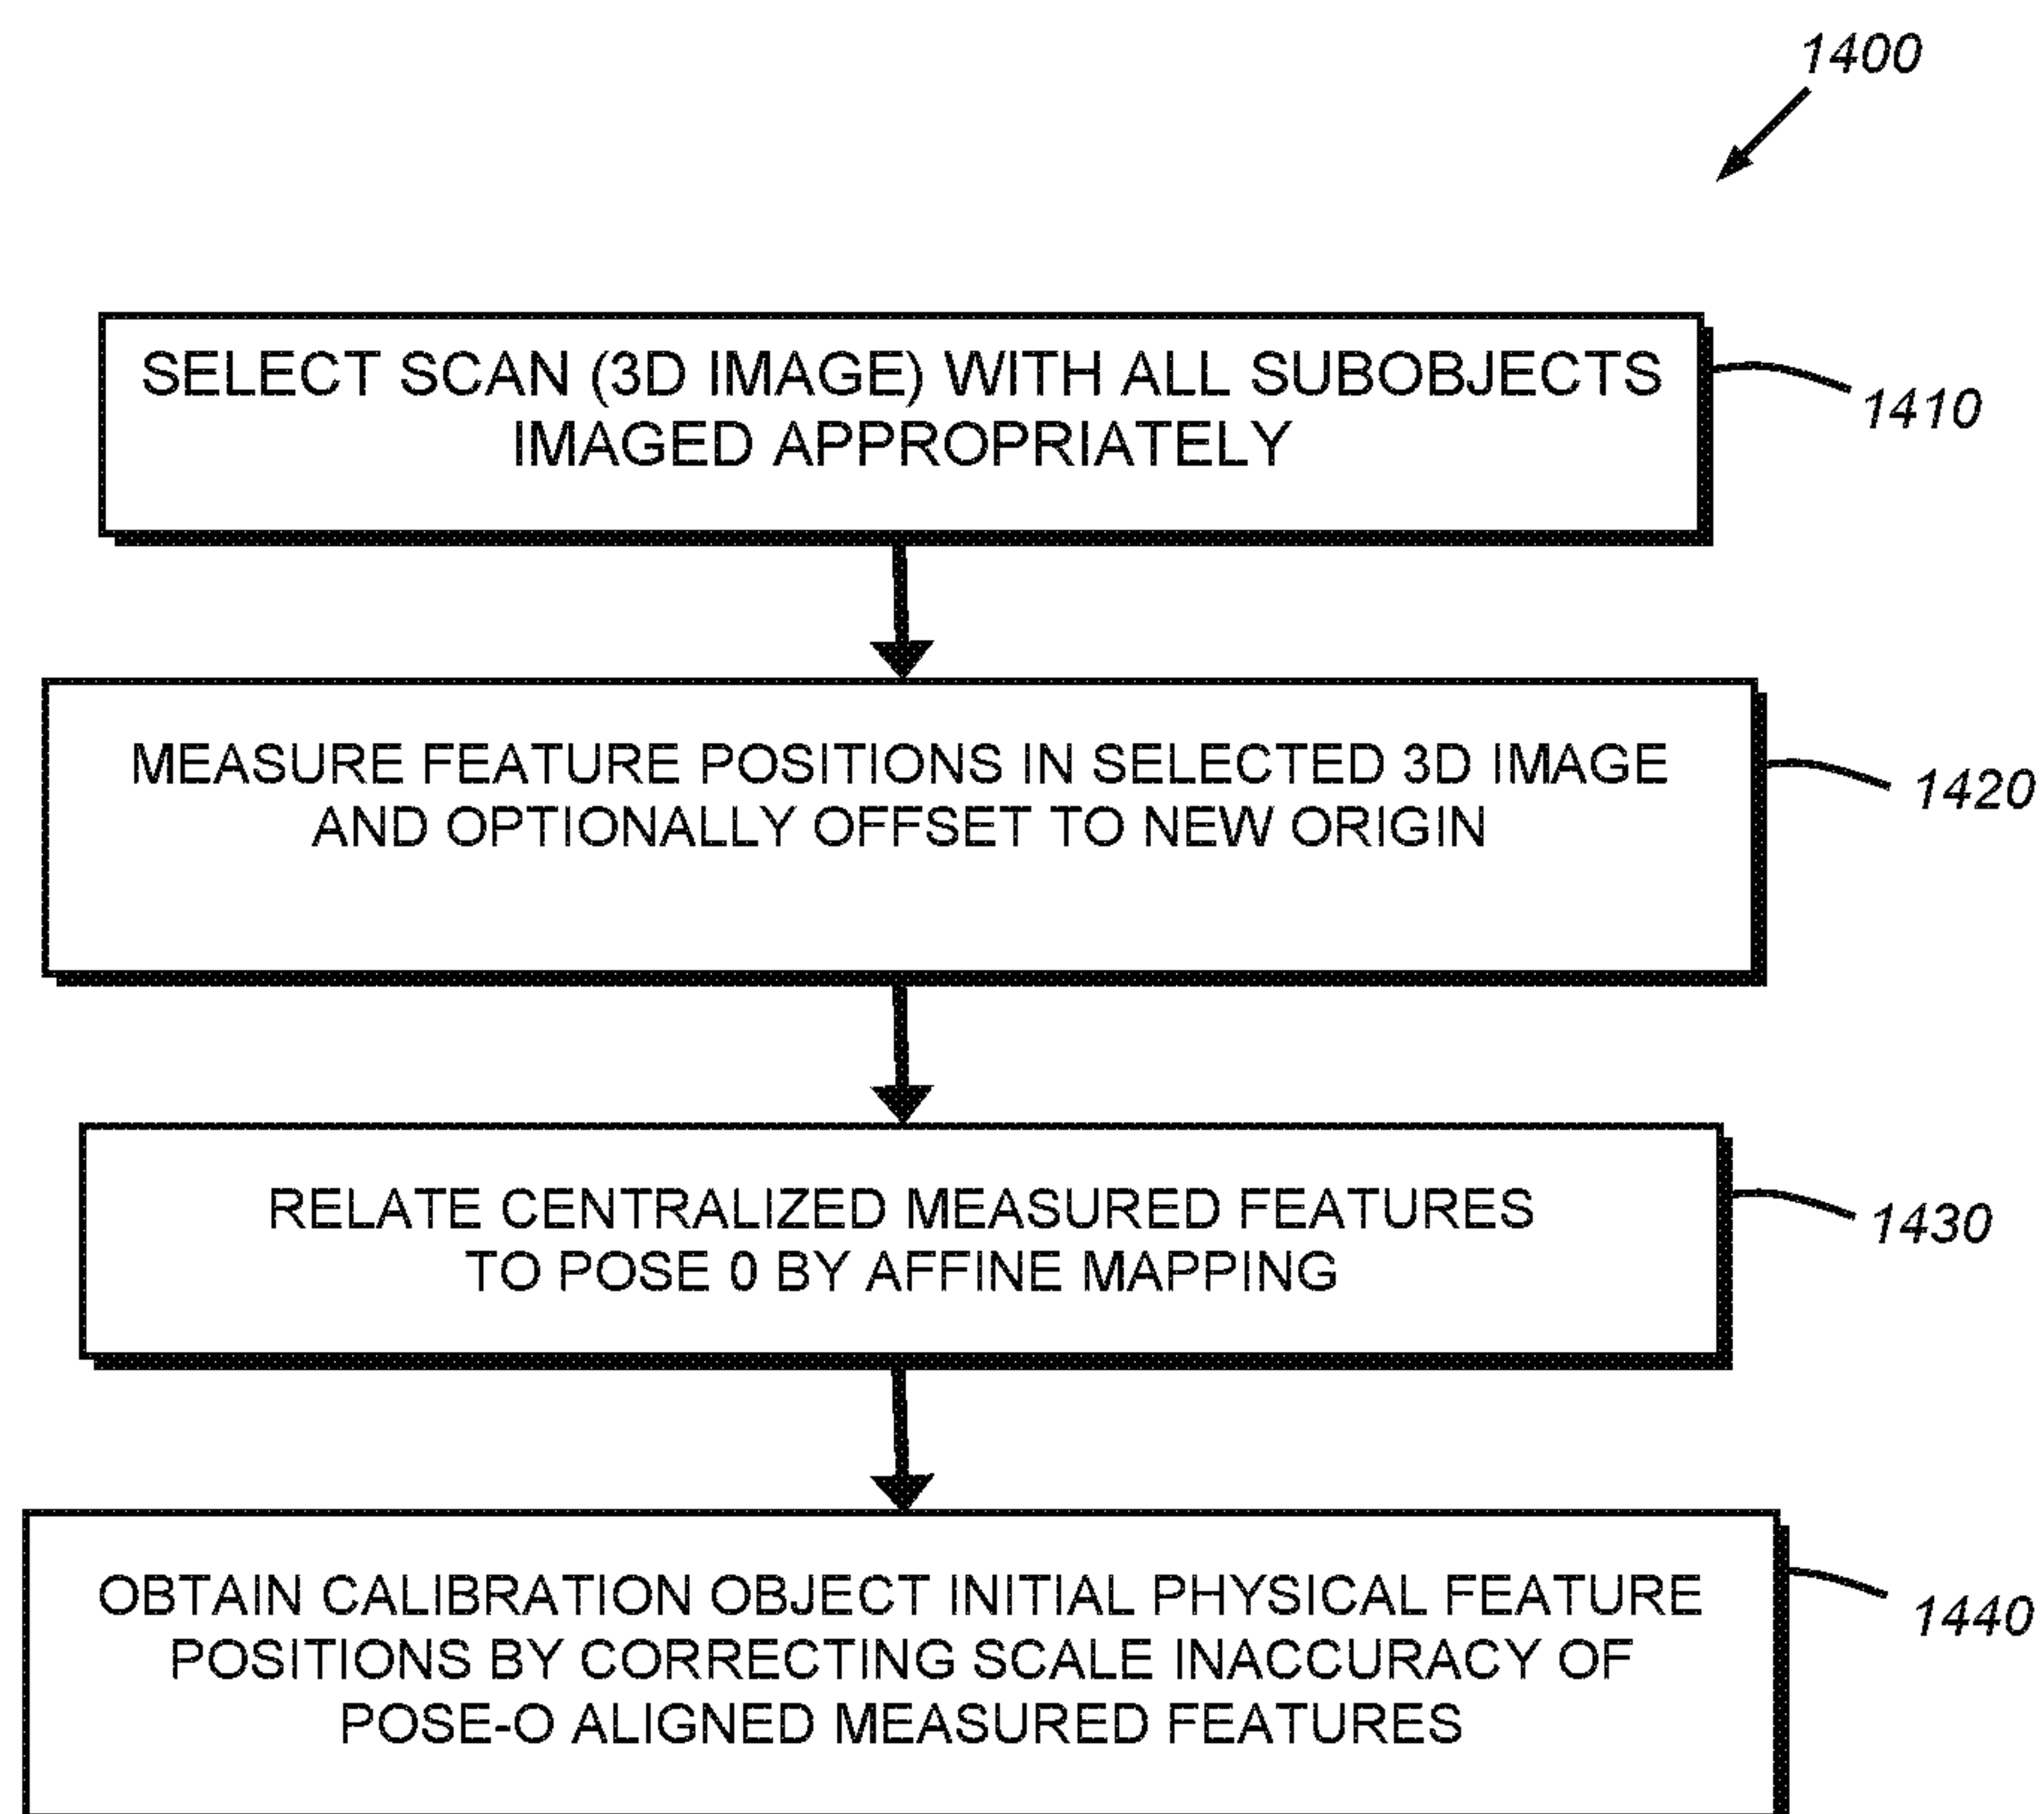 1400
SELECT SCAN (3D IMAGE) WITH ALL SUBOBJECTS
IMAGED APPROPRIATELY
1410
MEASURE FEATURE POSITIONS IN SELECTED 3D IMAGE
AND OPTIONALLY OFFSET TO NEW ORIGIN
1420
RELATE CENTRALIZED MEASURED FEATURES
TO POSE 0 BY AFFINE MAPPING
1430
OBTAIN CALIBRATION OBJECT INITIAL PHYSICAL FEATURE
POSITIONS BY CORRECTING SCALE INACCURACY OF
POSE-O ALIGNED MEASURED FEATURES
1440